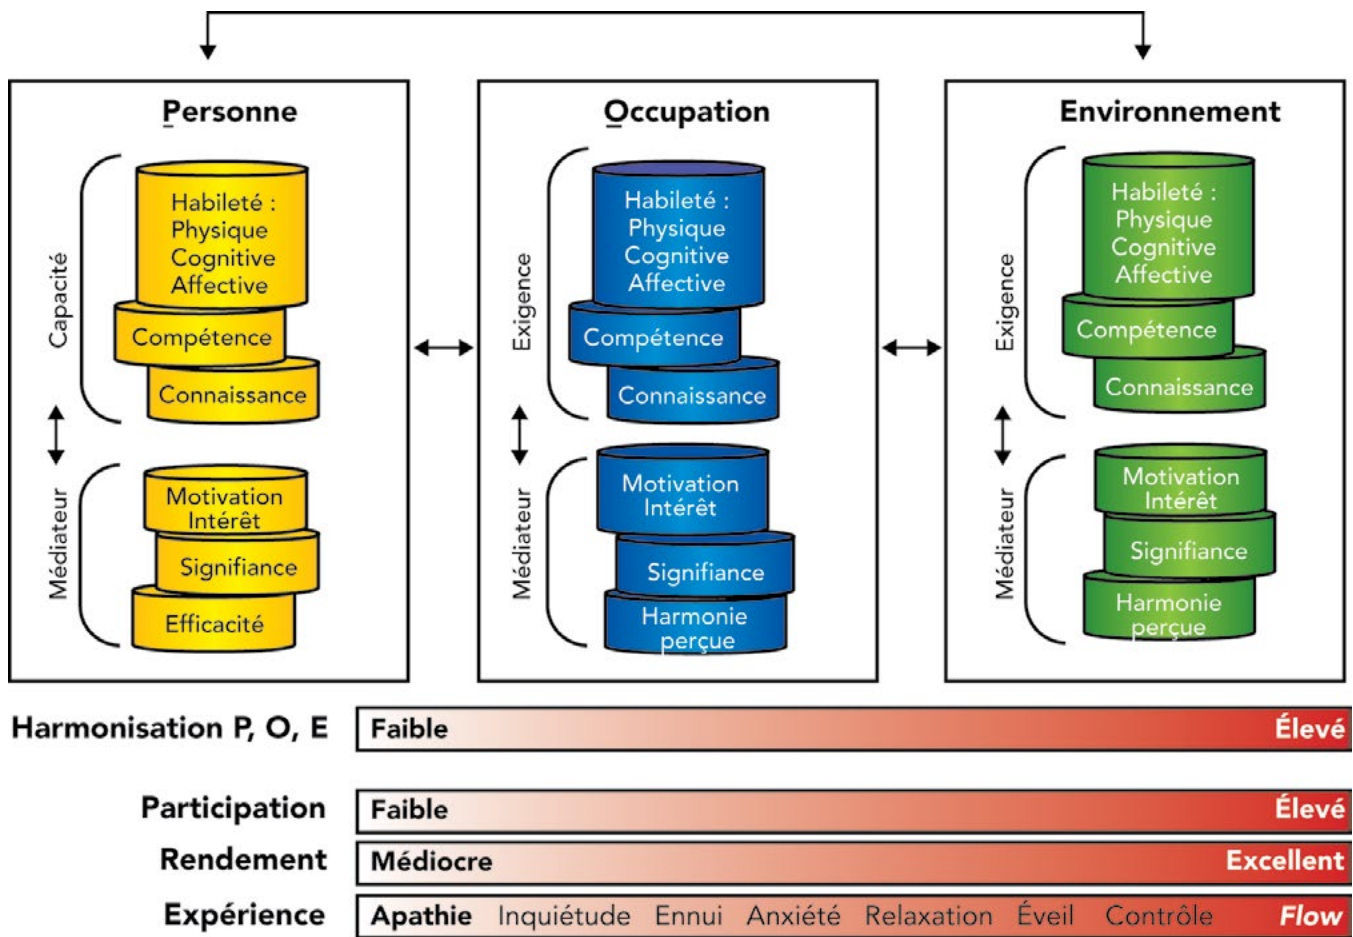 Personne
Capacité
Habileté :
Physique
Cognitive
Affective
Compétence
Connaissance
Médiateur
Motivation
Intérêt
Signifiance
Efficacité
Occupation
Exigence
Habileté :
Physique
Cognitive
Affective
Compétence
Connaissance
Médiateur
Motivation
Intérêt
Signifiance
Harmonie
perçue
Environnement
Exigence
Habileté :
Physique
Cognitive
Affective
Compétence
Connaissance
Médiateur
Motivation
Intérêt
Signifiance
Harmonie
perçue
Harmonisation P, O, E Faible Élevé
Participation Faible Élevé
Rendement Médiocre Excellent
Expérience Apathie Inquiétude Ennui Anxiété Relaxation Éveil Contrôle Flow